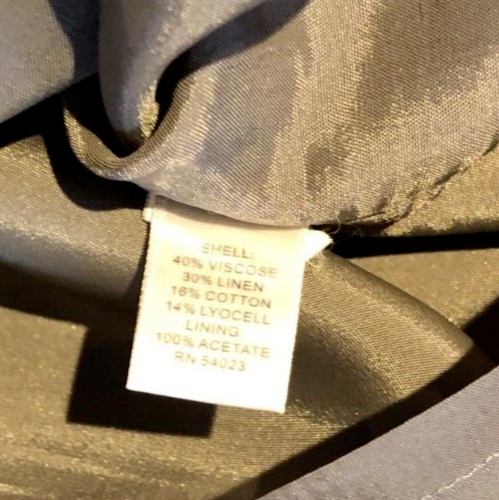 SHELL:
40% VISCOSE
30% LINEN
16% COTTON
14% LYOCELL
LINING
100% ACETATE
RN 54023